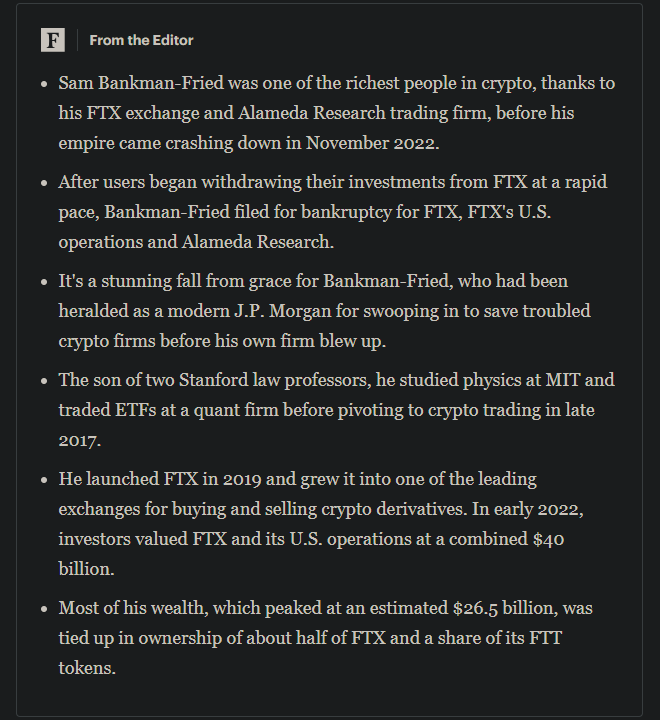 F From the Editor
Sam Bankman-Fried was one of the richest people in crypto, thanks to
his FTX exchange and Alameda Research trading firm, before his
empire came crashing down in November 2022.
After users began withdrawing their investments from FTX at a rapid
pace, Bankman-Fried filed for bankruptcy for FTX, FTX's U.S.
operations and Alameda Research.
It's a stunning fall from grace for Bankman-Fried, who had been
heralded as a modern J.P. Morgan for swooping in to save troubled
crypto firms before his own firm blew up.
The son of two Stanford law professors, he studied physics at MIT and
traded ETFs at a quant firm before pivoting to crypto trading in late
2017.
He launched FTX in 2019 and grew it into one of the leading
exchanges for buying and selling crypto derivatives. In early 2022,
investors valued FTX and its U.S. operations at a combined $40
billion.
Most of his wealth, which peaked at an estimated $26.5 billion, was
tied up in ownership of about half of FTX and a share of its FTT
tokens.